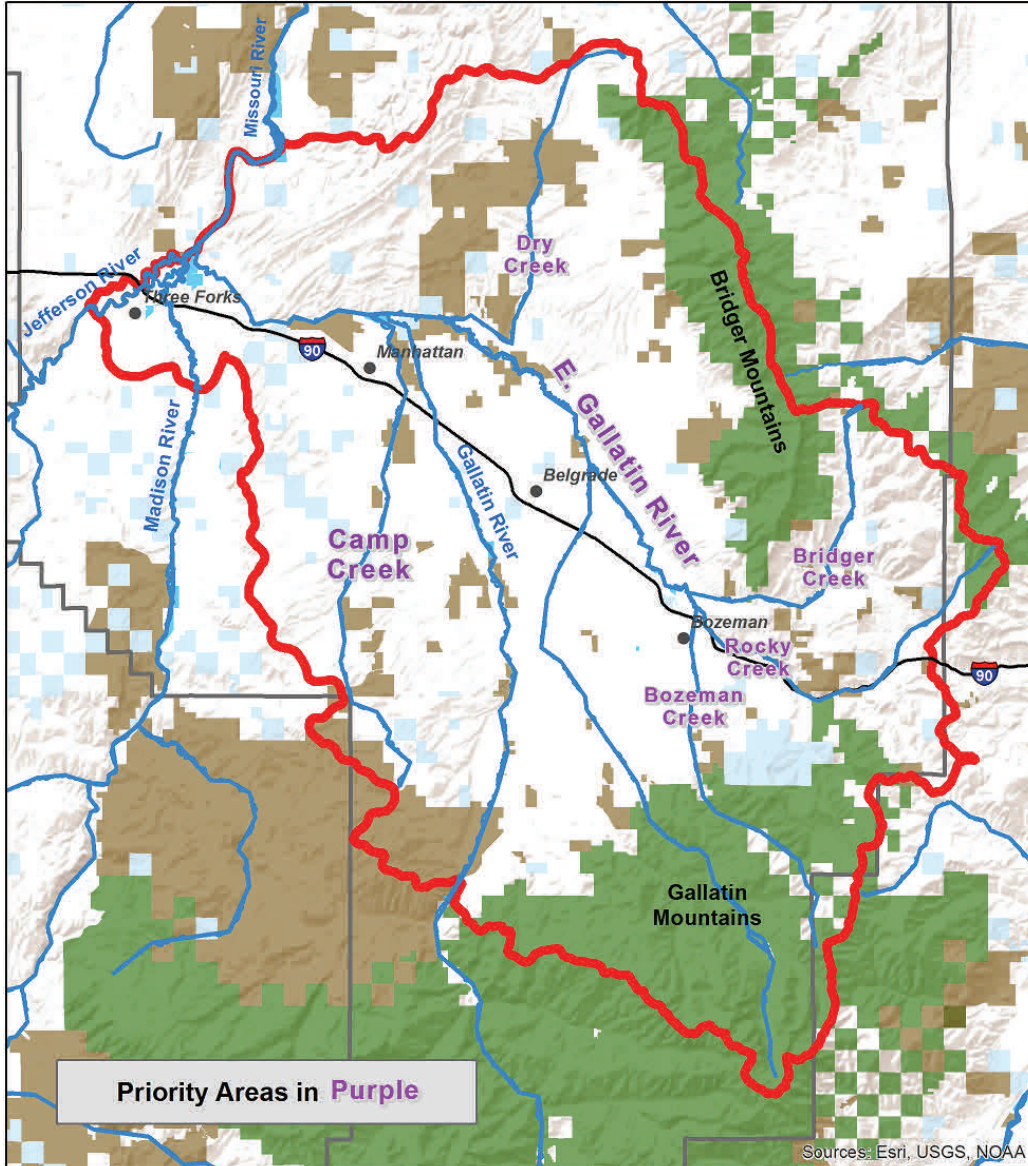 Missouri River
Dry
Creek
Jefferson River
Three Forks
Bridger Mountains
90
Manhattan
E. Gallatin River
Madison River
Gallatin River
Belgrade
Camp
Creek
Bridger
Creek
Bozeman
Rocky
Creek
90
Bozeman
Creek
Gallatin
Mountains
Priority Areas in Purple
Sources: Esri, USGS, NOAA